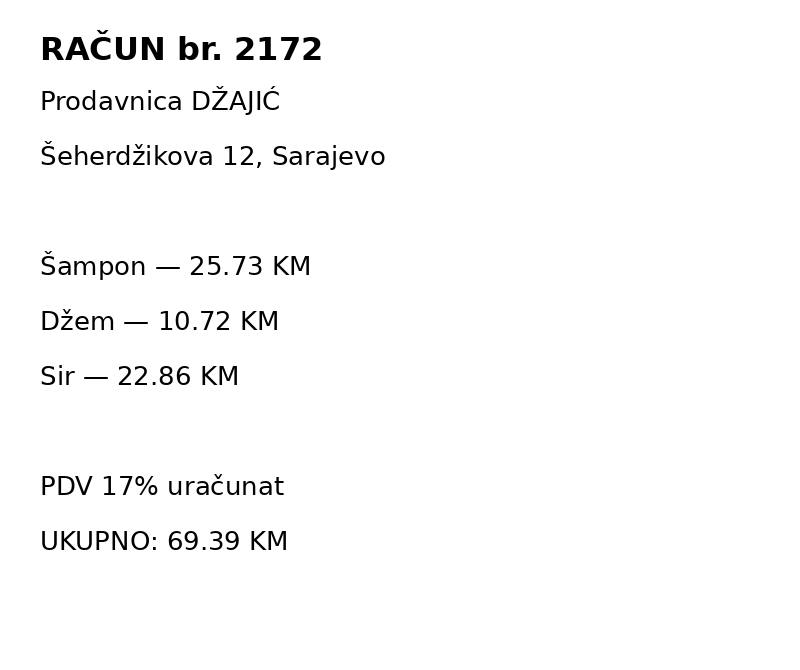 RAČUN br. 2172
Prodavnica DŽAJIĆ
Šeherdžikova 12, Sarajevo
Šampon — 25.73 KM
Džem — 10.72 KM
Sir — 22.86 KM
PDV 17% uračunat
UKUPNO: 69.39 KM